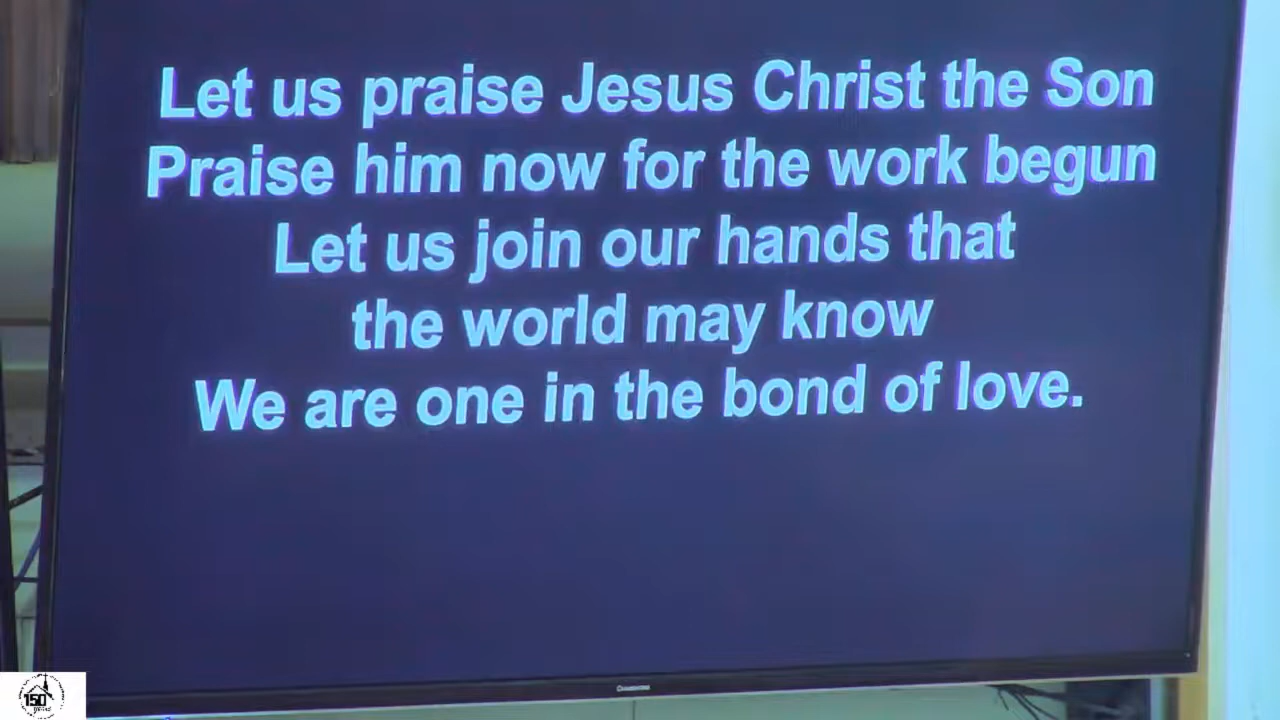 Let us praise Jesus Christ the Son
Praise him now for the work begun
Let us join our hands that
the world may know
We are one in the bond of love.
150